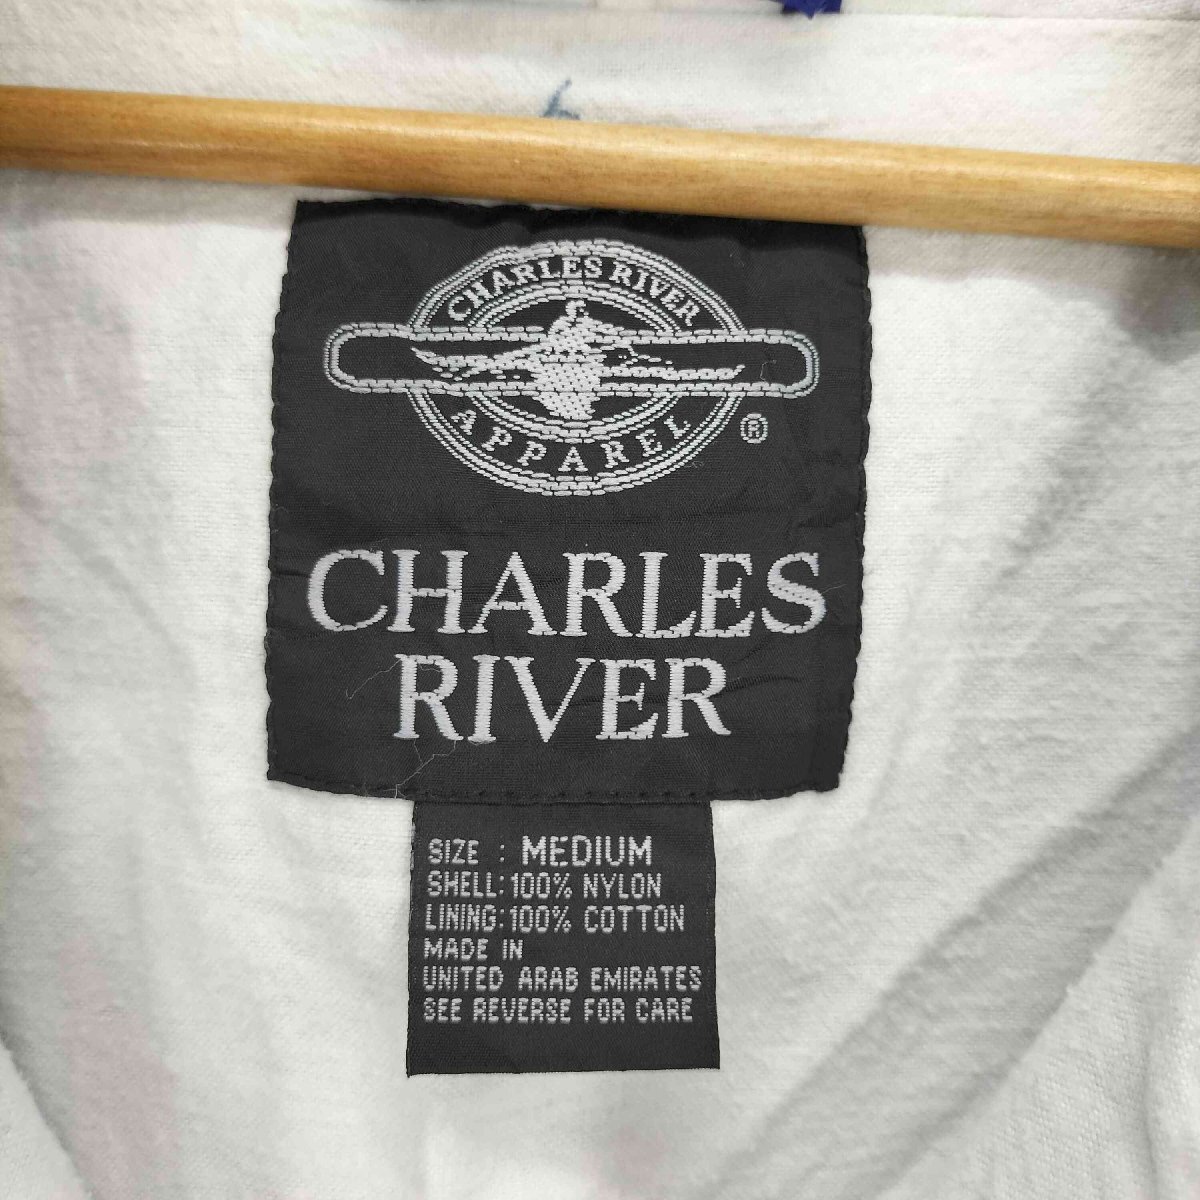 CHARLES RIVER
APPAREL
®
CHARLES
RIVER
SIZE : MEDIUM
SHELL: 100% NYLON
LINING: 100% COTTON
MADE IN
UNITED ARAB EMIRATES
SEE REVERSE FOR CARE